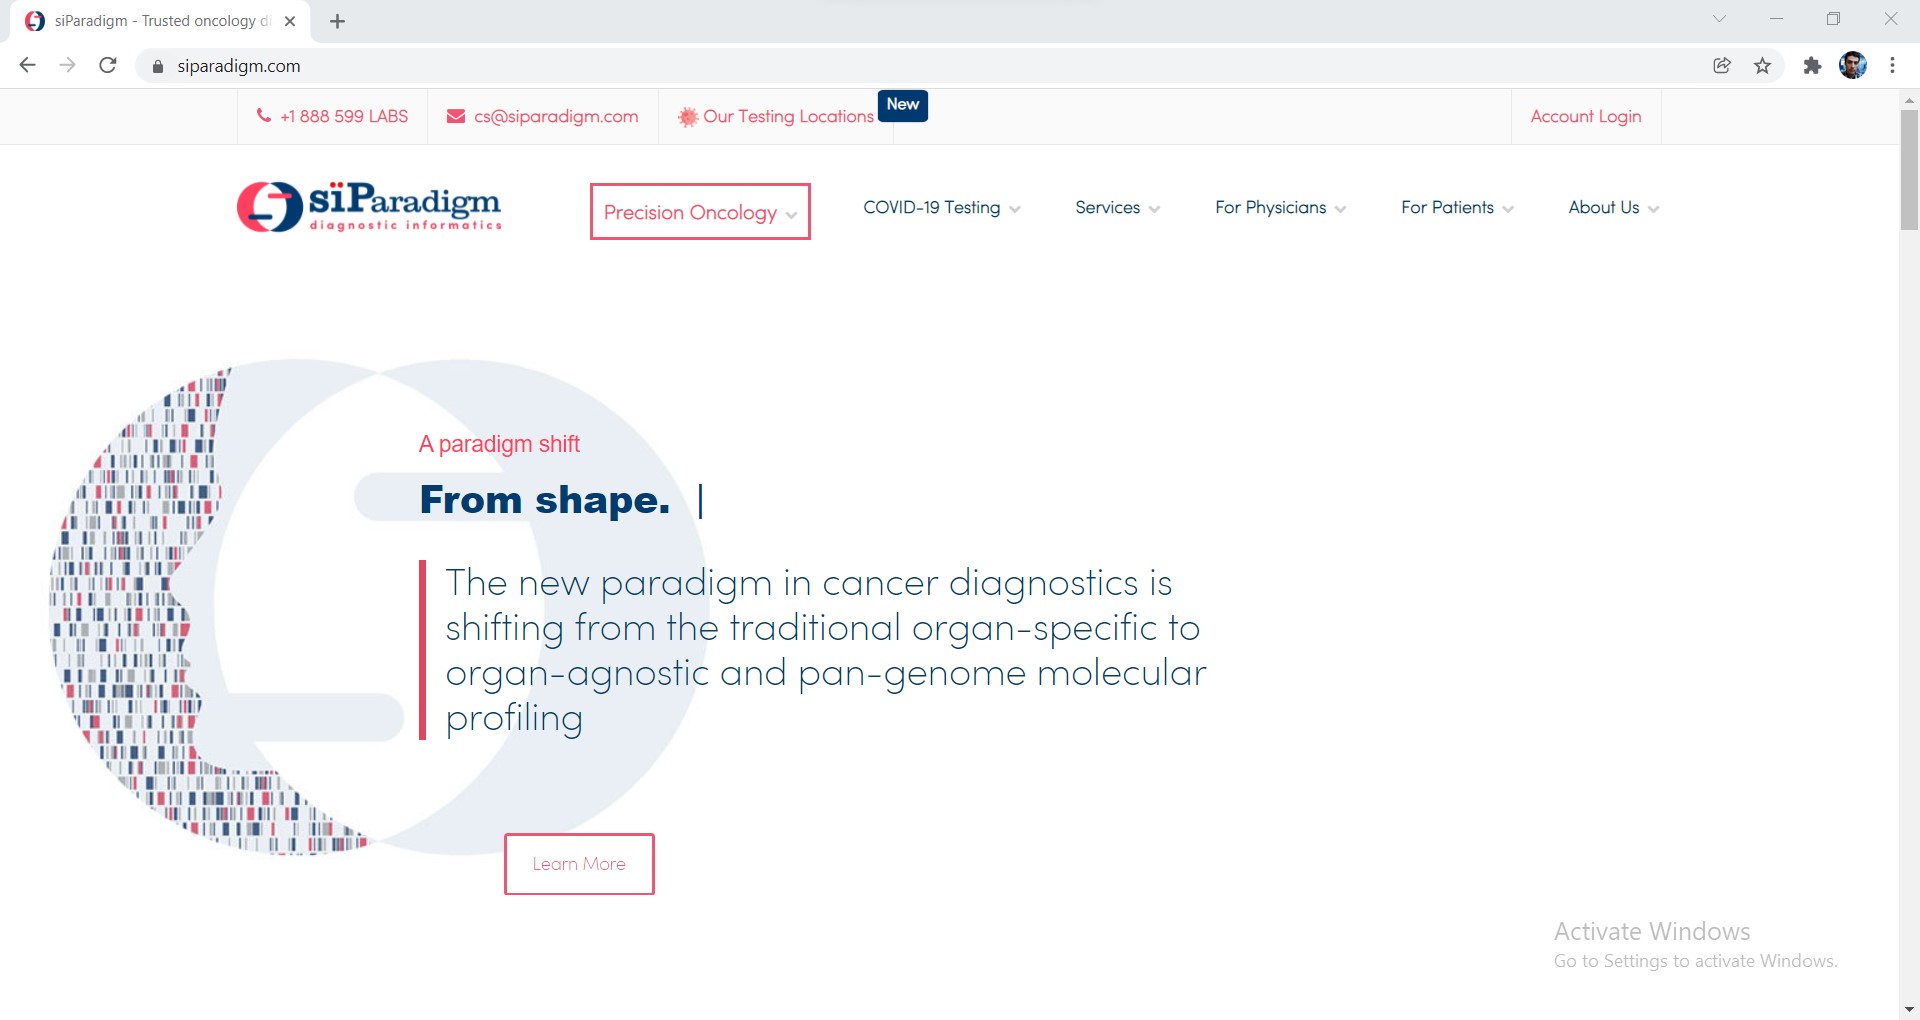 siParadigm - Trusted oncology di
siparadigm.com
+1 888 599 LABS
cs@siparadigm.com
Our Testing Locations
New
Account Login
sïParadigm
diagnostic informatics
Precision Oncology
COVID-19 Testing
Services
For Physicians
For Patients
About Us
A paradigm shift
From shape. |
The new paradigm in cancer diagnostics is
shifting from the traditional organ-specific to
organ-agnostic and pan-genome molecular
profiling
Learn More
Activate Windows
Go to Settings to activate Windows.